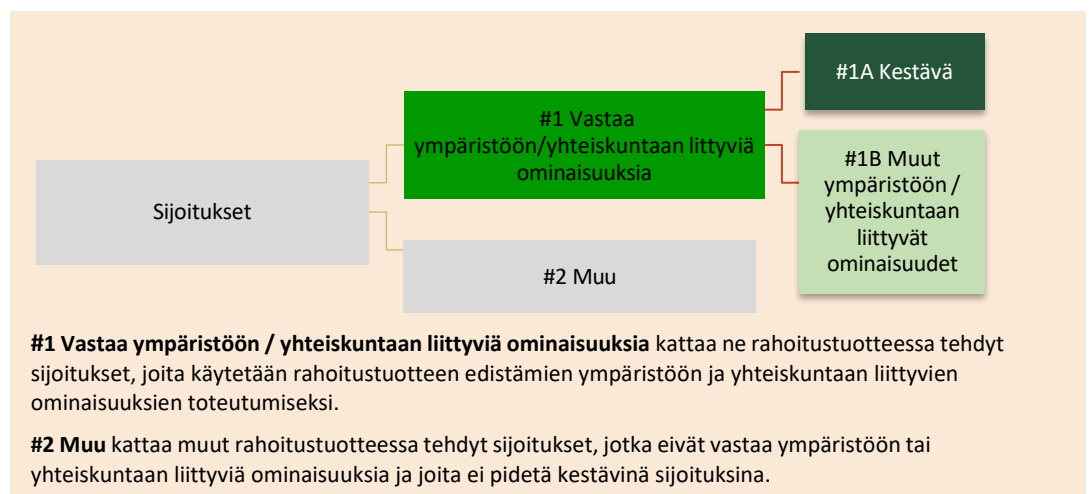 #1A Kestävä
#1 Vastaa
ympäristöön/yhteiskuntaan littyviä
ominaisuuksia
#1B Muut
ympäristöön /
yhteiskuntaan
liittyvät
ominaisuudet
Sijoitukset
#2 Muu
#1 Vastaa ympäristöön / yhteiskuntaan liittyviä ominaisuuksia kattaa ne rahoitustuotteessa tehdyt
sijoitukset, joita käytetään rahoitustuotteen edistämien ympäristöön ja yhteiskuntaan liittyvien
ominaisuuksien toteutumiseksi.
#2 Muu kattaa muut rahoitustuotteessa tehdyt sijoitukset, jotka eivät vastaa ympäristöön tai
yhteiskuntaan liittyviä ominaisuuksia ja joita ei pidetä kestävinä sijoituksina.